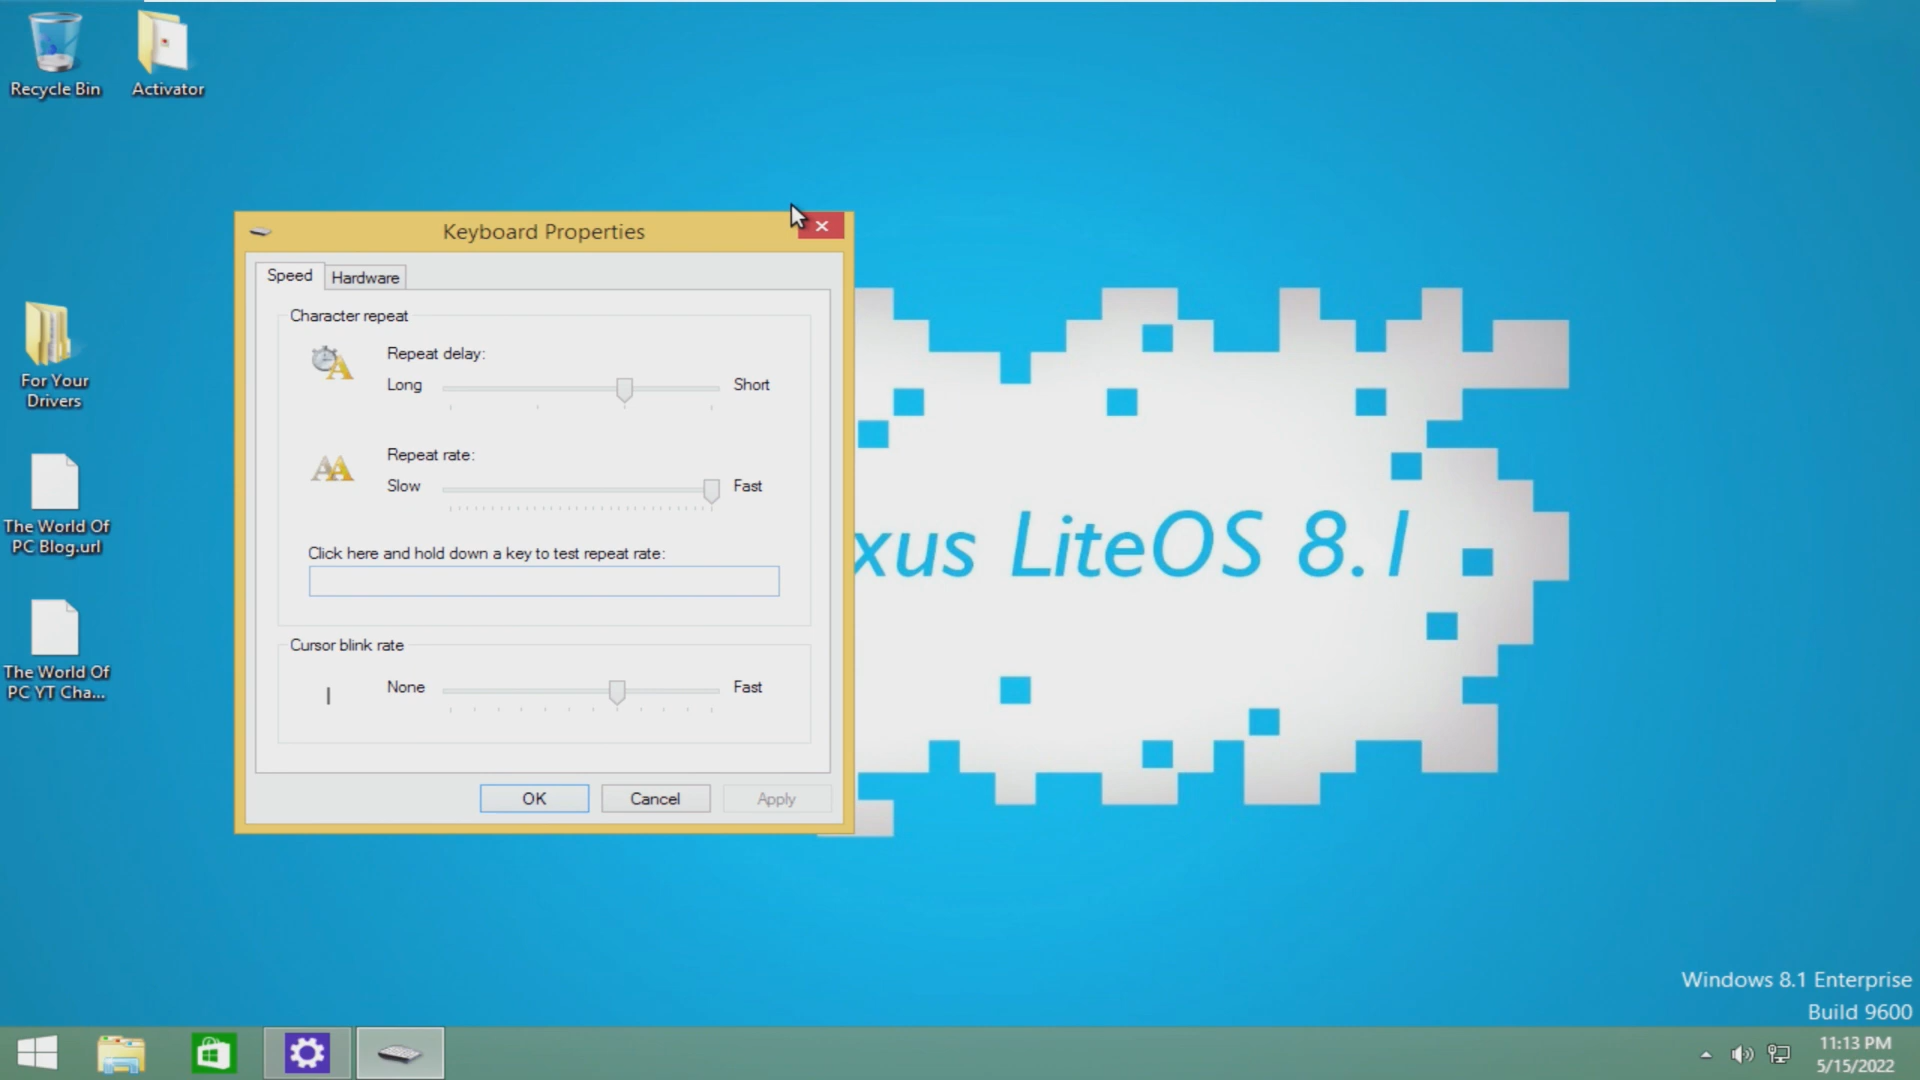 Recycle Bin
Activator
For Your
Drivers
The World Of
PC Blog.url
The World Of
PC YT Cha...
Keyboard Properties
Speed
Hardware
Character repeat
Repeat delay:
Long
Short
Repeat rate:
Slow
Fast
Click here and hold down a key to test repeat rate:
Cursor blink rate
None
Fast
OK
Cancel
Apply
xus LiteOS 8.1
Windows 8.1 Enterprise
Build 9600
11:13 PM
5/15/2022